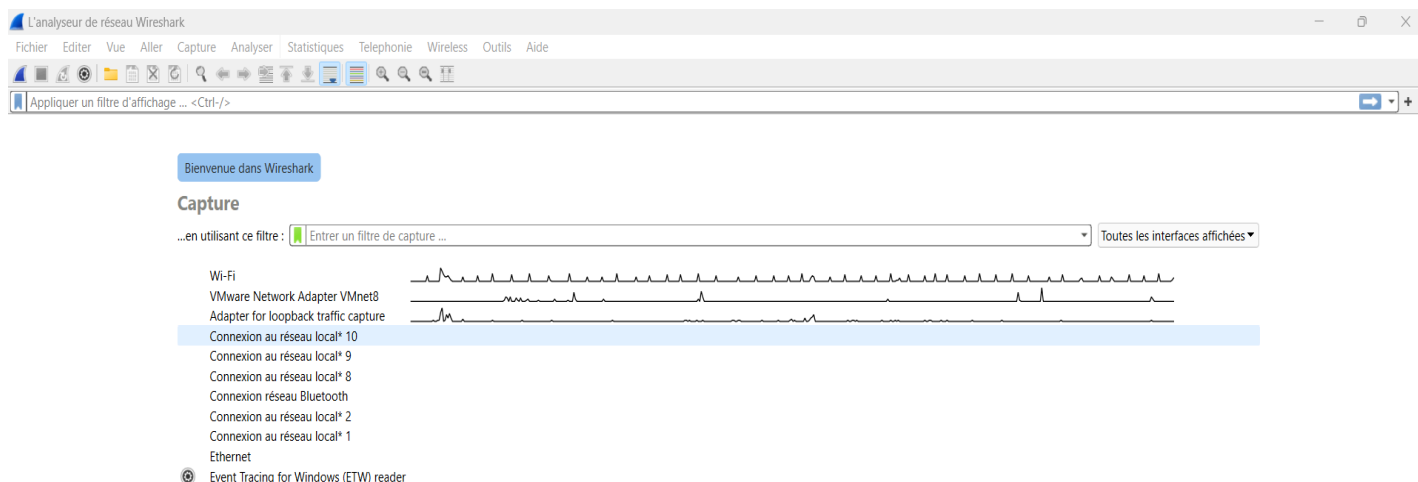 L'analyseur de réseau Wireshark
Fichier Editer Vue Aller Capture Analyser Statistiques Telephonie Wireless Outils Aide
Appliquer un filtre d'affichage ... <Ctrl-/>
Bienvenue dans Wireshark
Capture
...en utilisant ce filtre : Entrer un filtre de capture ... Toutes les interfaces affichées
Wi-Fi
VMware Network Adapter VMnet8
Adapter for loopback traffic capture
Connexion au réseau local* 10
Connexion au réseau local* 9
Connexion au réseau local* 8
Connexion réseau Bluetooth
Connexion au réseau local* 2
Connexion au réseau local* 1
Ethernet
Event Tracing for Windows (ETW) reader